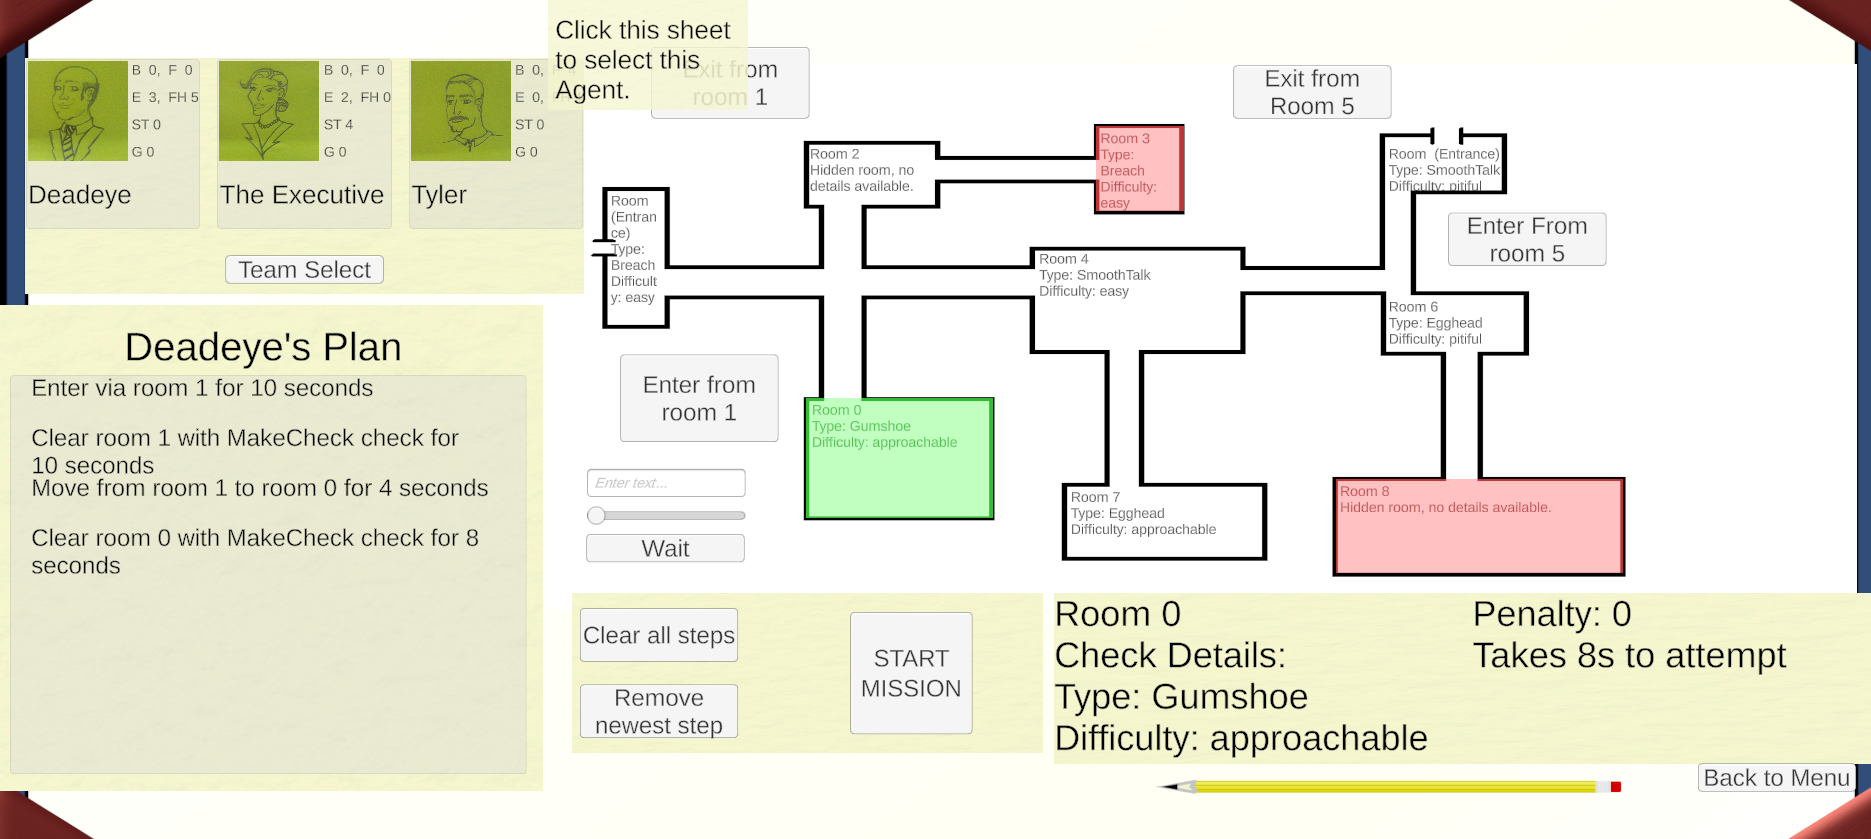 Click this sheet
to select this
Agent.
Exit from
room 1
Exit from
Room 5
B 0, F 0
E 3, FH 5
ST 0
G 0
Deadeye
B 0, F 0
E 2, FH 0
ST 4
G 0
The Executive
B 0,
E 0,
ST 0
G 0
Tyler
Team Select
Room 2
Hidden room, no
details available.
Room 3
Type:
Breach
Difficulty:
easy
Room (Entrance)
Type: SmoothTalk
Difficulty: pitiful
Room
(Entran
ce)
Type:
Breach
Difficult
y: easy
Enter From
room 5
Room 4
Type: SmoothTalk
Difficulty: easy
Room 6
Type: Egghead
Difficulty: pitiful
Deadeye's Plan
Enter via room 1 for 10 seconds
Clear room 1 with MakeCheck check for
10 seconds
Move from room 1 to room 0 for 4 seconds
Clear room 0 with MakeCheck check for 8
seconds
Enter from
room 1
Room 0
Type: Gumshoe
Difficulty: approachable
Enter text...
Wait
Room 7
Type: Egghead
Difficulty: approachable
Room 8
Hidden room, no details available.
Clear all steps
Remove
newest step
START
MISSION
Room 0
Check Details:
Type: Gumshoe
Difficulty: approachable
Penalty: 0
Takes 8s to attempt
Back to Menu